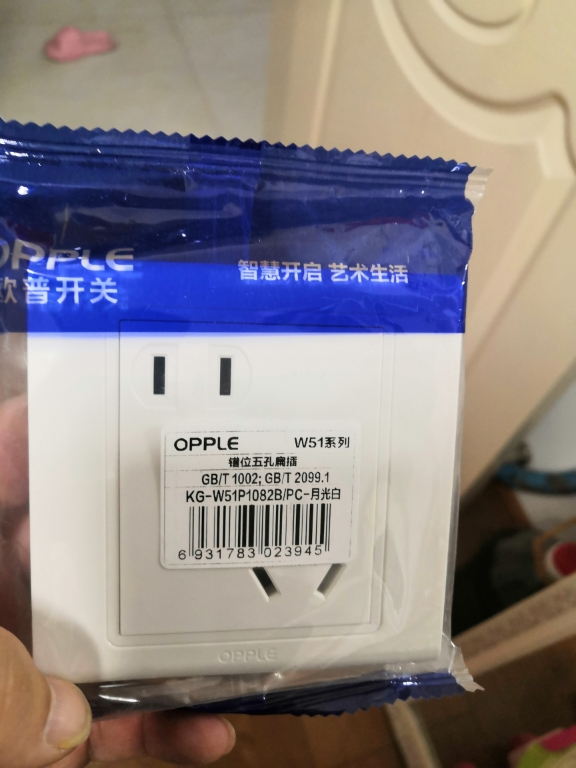 OPPLE
欧普开关
智慧开启 艺术生活
OPPLE
W51系列
错位五孔扁插
GB/T 1002; GB/T 2099.1
KG-W51P1082B/PC-月光白
6 931783 023945
OPPLE